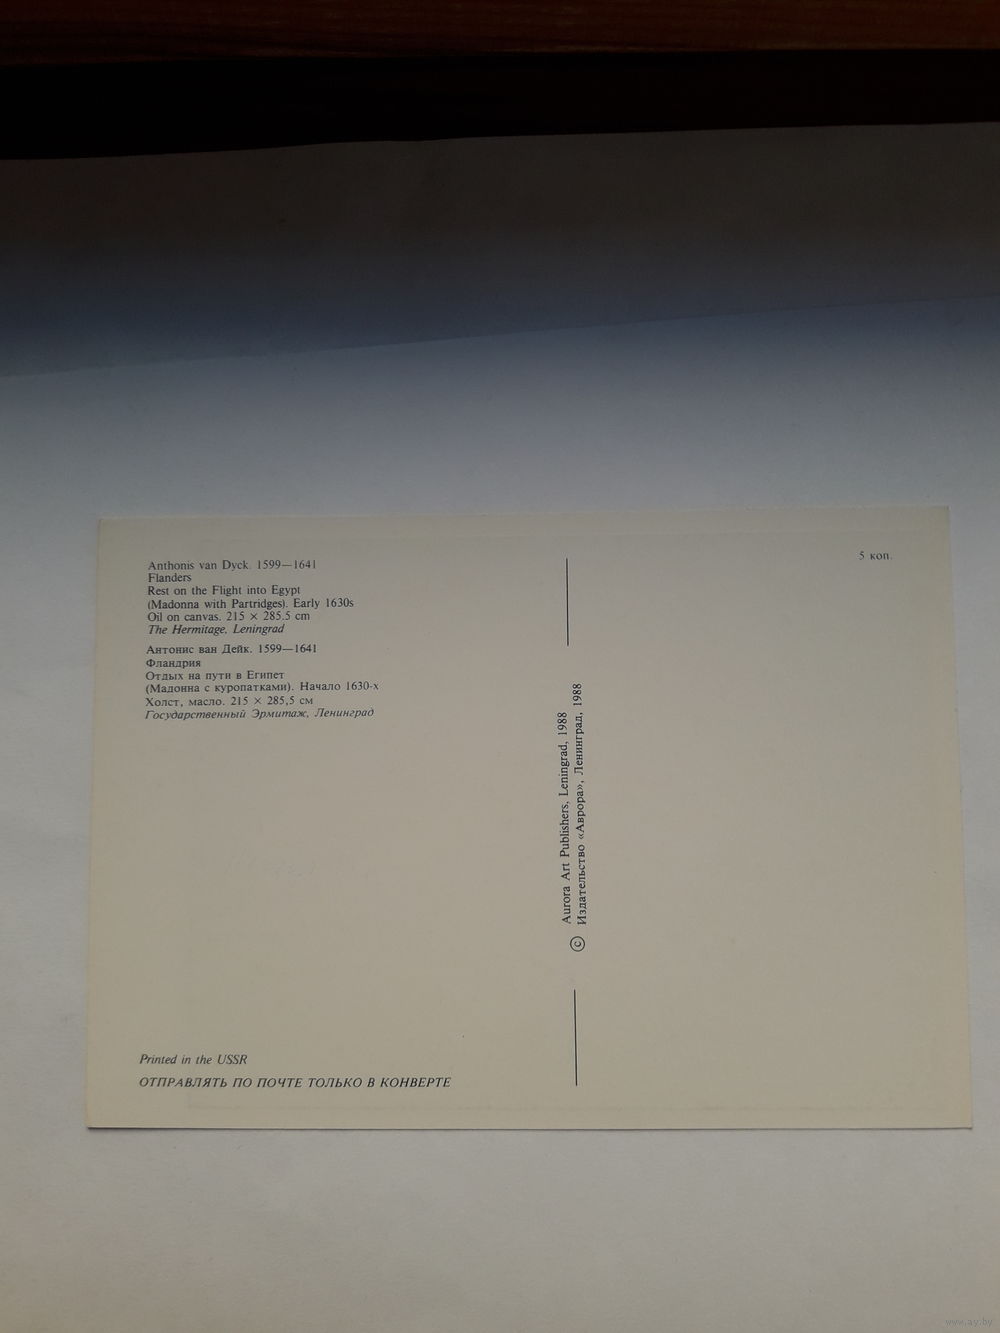 Anthonis van Dyck. 1599—1641
Flanders
Rest on the Flight into Egypt
(Madonna with Partridges). Early 1630s
Oil on canvas. 215 × 285.5 cm
The Hermitage, Leningrad
Антонис ван Дейк. 1599—1641
Фландрия
Отдых на пути в Египет
(Мадонна с куропатками). Начало 1630-х
Холст, масло. 215 × 285,5 см
Государственный Эрмитаж, Ленинград
Printed in the USSR
ОТПРАВЛЯТЬ ПО ПОЧТЕ ТОЛЬКО В КОНВЕРТЕ
© Aurora Art Publishers, Leningrad, 1988
Издательство «Аврора», Ленинград, 1988
5 коп.
www.ay.by